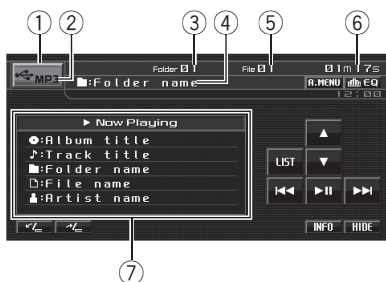 ① ② ③ ④ ⑤ ⑥
MP3 Folder 01 File 01 01m17s
:Folder name A.MENU EQ
12:00
► Now Playing
:Album title
♪:Track title
:Folder name
:File name
:Artist name
▲
LIST ▼
⏮ ►II ⏭
INFO HIDE
⑦